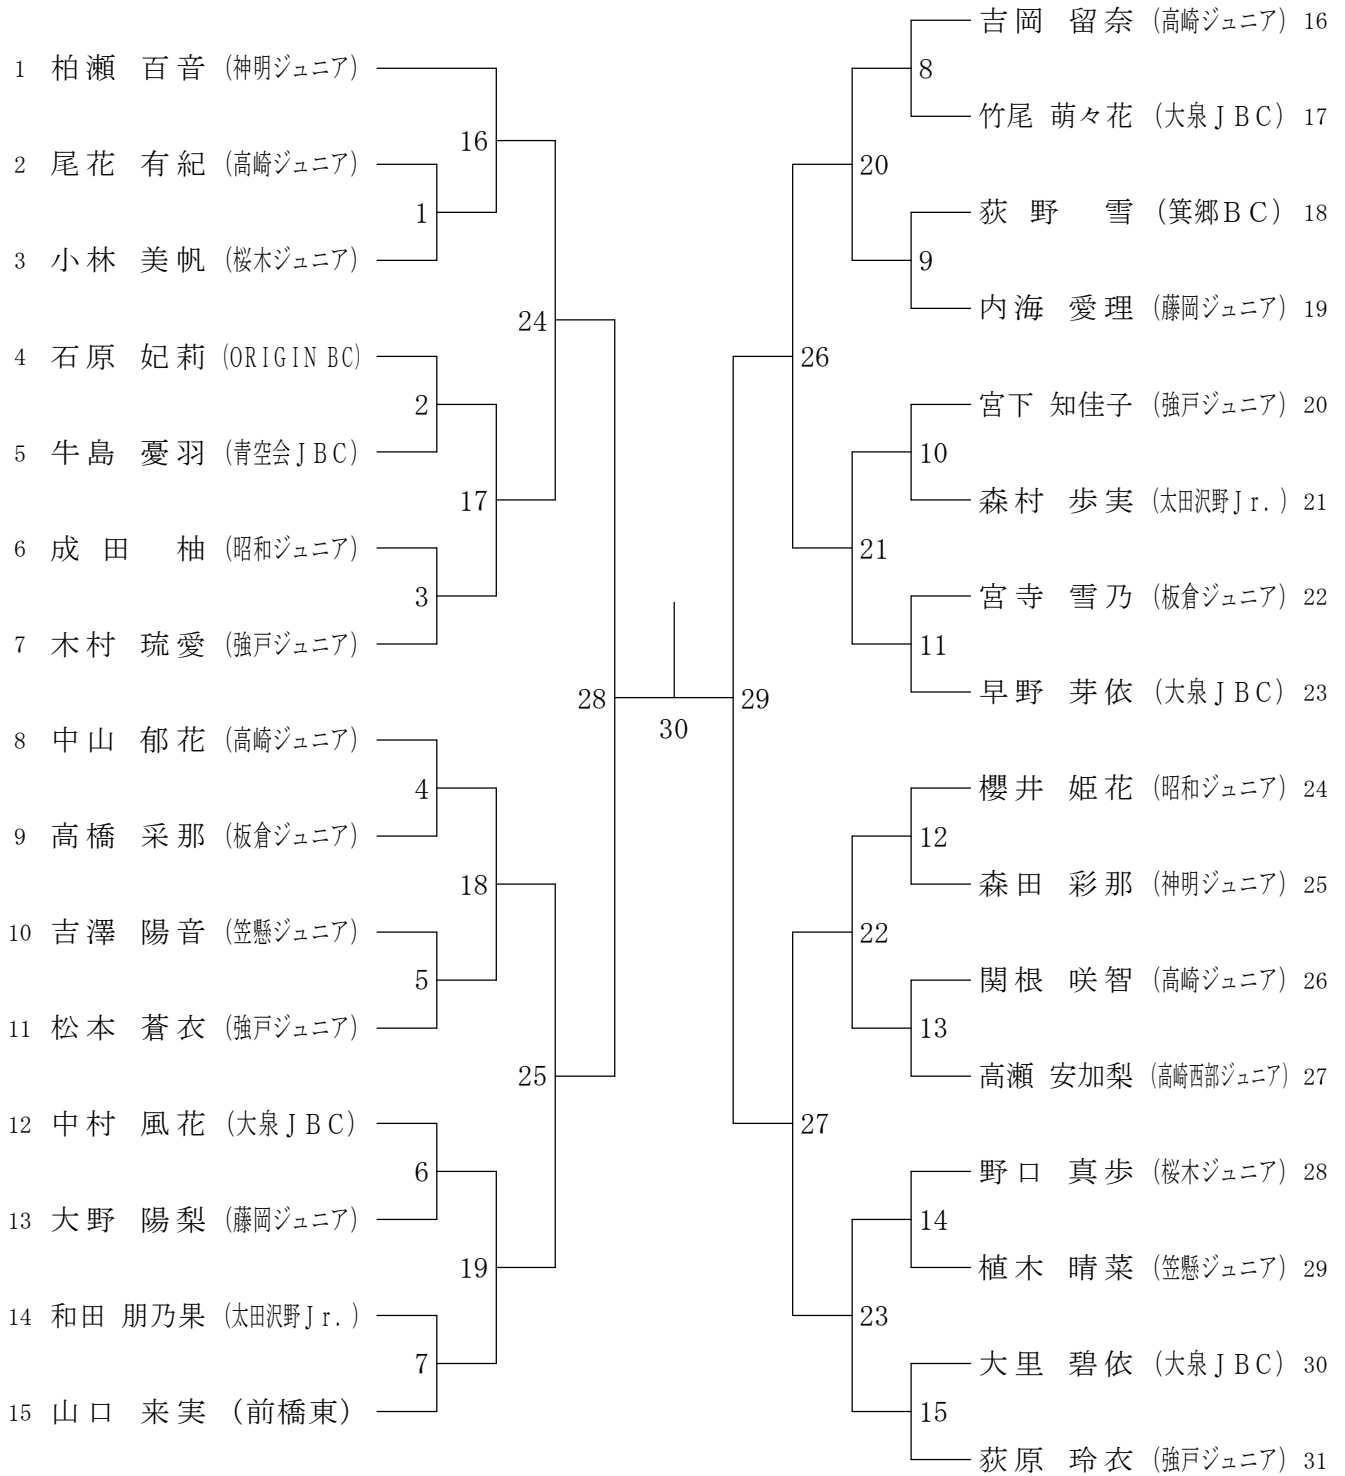 1 柏瀬 百音 (神明ジュニア)
2 尾花 有紀 (高崎ジュニア)
3 小林 美帆 (桜木ジュニア)
4 石原 妃莉 (ORIGIN BC)
5 牛島 憂羽 (青空会JBC)
6 成田 柚 (昭和ジュニア)
7 木村 琉愛 (強戸ジュニア)
8 中山 郁花 (高崎ジュニア)
9 高橋 采那 (板倉ジュニア)
10 吉澤 陽音 (笠懸ジュニア)
11 松本 蒼衣 (強戸ジュニア)
12 中村 風花 (大泉JBC)
13 大野 陽梨 (藤岡ジュニア)
14 和田 朋乃果 (太田沢野Jr.)
15 山口 来実 (前橋東)
1
2
3
4
5
6
7
16
17
18
19
24
25
28
30
29
26
27
20
21
22
23
8
9
10
11
12
13
14
15
吉岡 留奈 (高崎ジュニア) 16
竹尾 萌々花 (大泉JBC) 17
荻野 雪 (箕郷BC) 18
内海 愛理 (藤岡ジュニア) 19
宮下 知佳子 (強戸ジュニア) 20
森村 歩実 (太田沢野Jr.) 21
宮寺 雪乃 (板倉ジュニア) 22
早野 芽依 (大泉JBC) 23
櫻井 姫花 (昭和ジュニア) 24
森田 彩那 (神明ジュニア) 25
関根 咲智 (高崎ジュニア) 26
高瀬 安加梨 (高崎西部ジュニア) 27
野口 真歩 (桜木ジュニア) 28
植木 晴菜 (笠懸ジュニア) 29
大里 碧依 (大泉JBC) 30
荻原 玲衣 (強戸ジュニア) 31